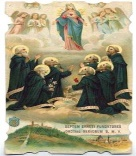 SEPTEM SANCTI FUNDATORES
ORDINIS SERVORUM B. M. V.